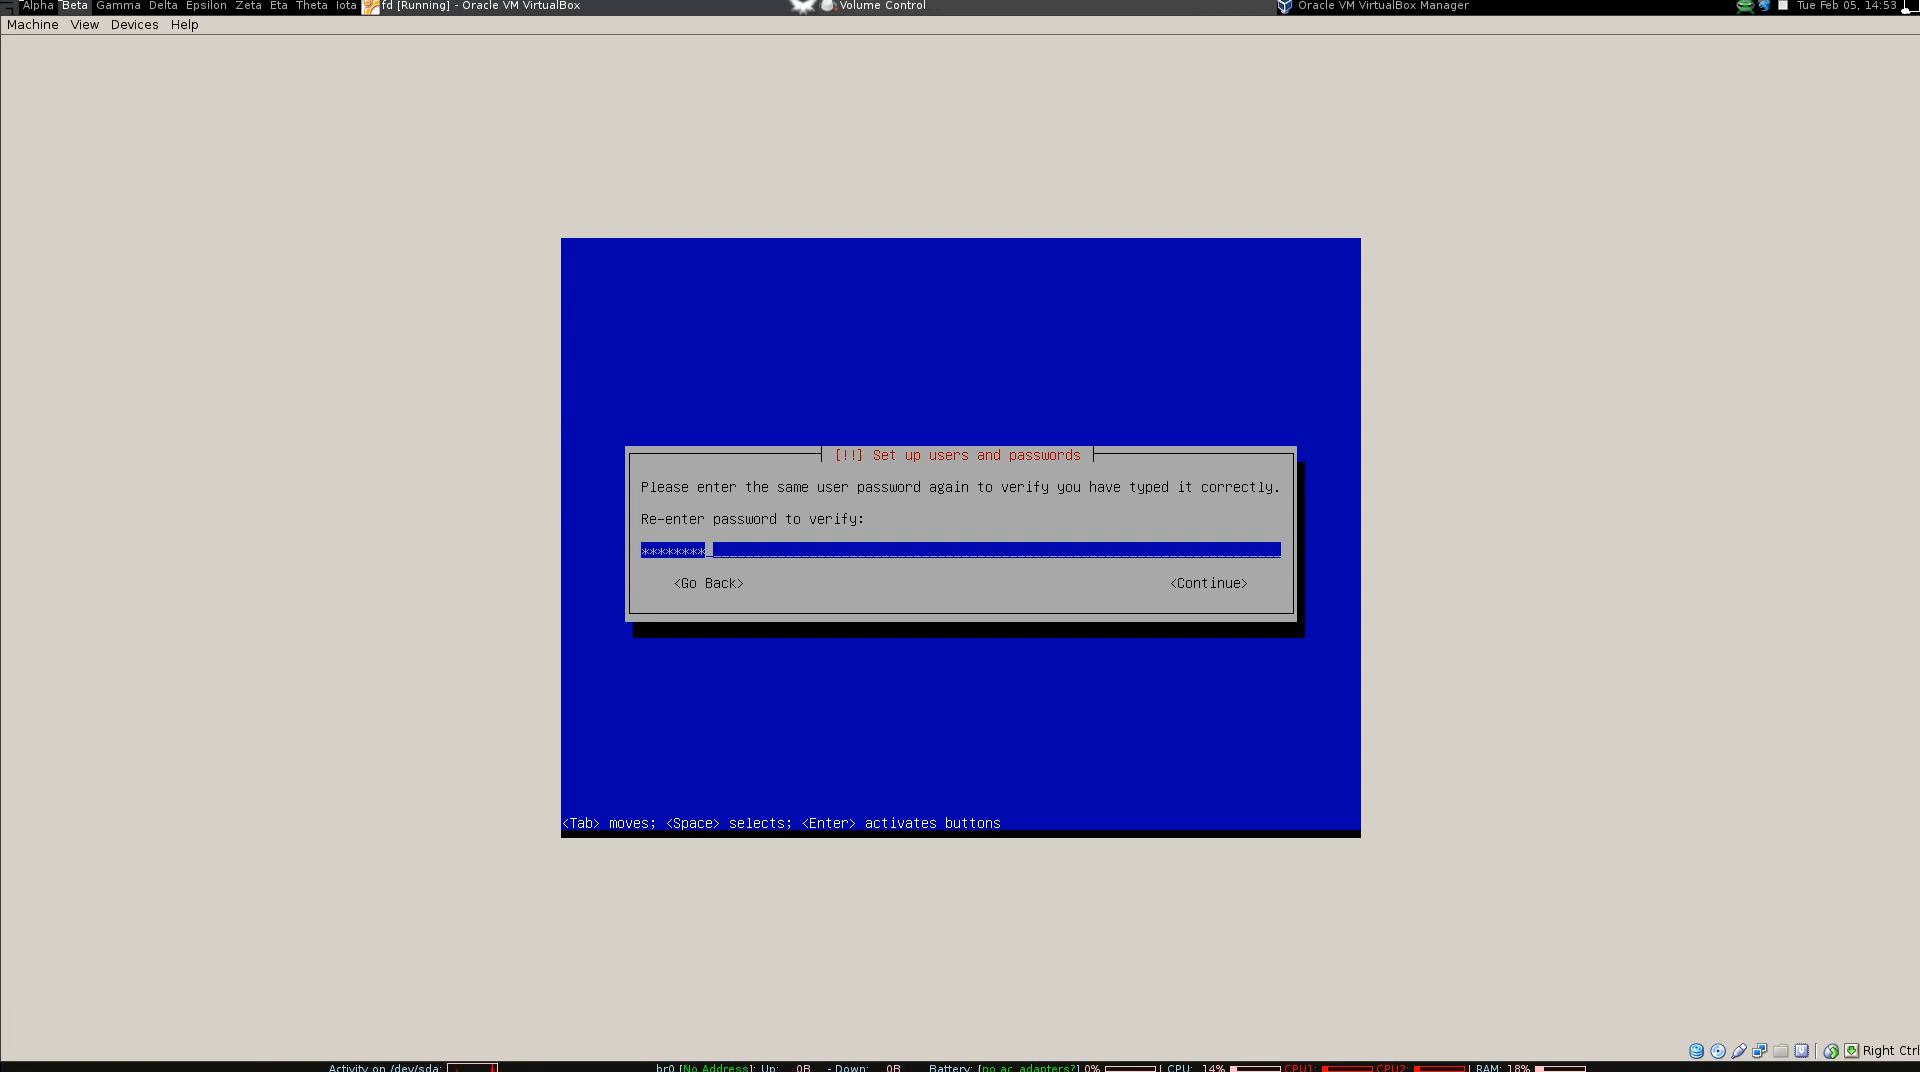 Alpha Beta Gamma Delta Epsilon Zeta Eta Theta Iota fd [Running] - Oracle VM VirtualBox Volume Control Oracle VM VirtualBox Manager Tue Feb 05, 14:53
Machine View Devices Help
[!!] Set up users and passwords
Please enter the same user password again to verify you have typed it correctly.
Re-enter password to verify:
********
<Go Back> <Continue>
<Tab> moves; <Space> selects; <Enter> activates buttons
Right Ctrl
Activity on /dev/sda: br0 [No Address]: Up: 0B - Down: 0B Battery: [no ac adapters?] 0% | CPU: 14% CPU1: CPU2: | RAM: 18%